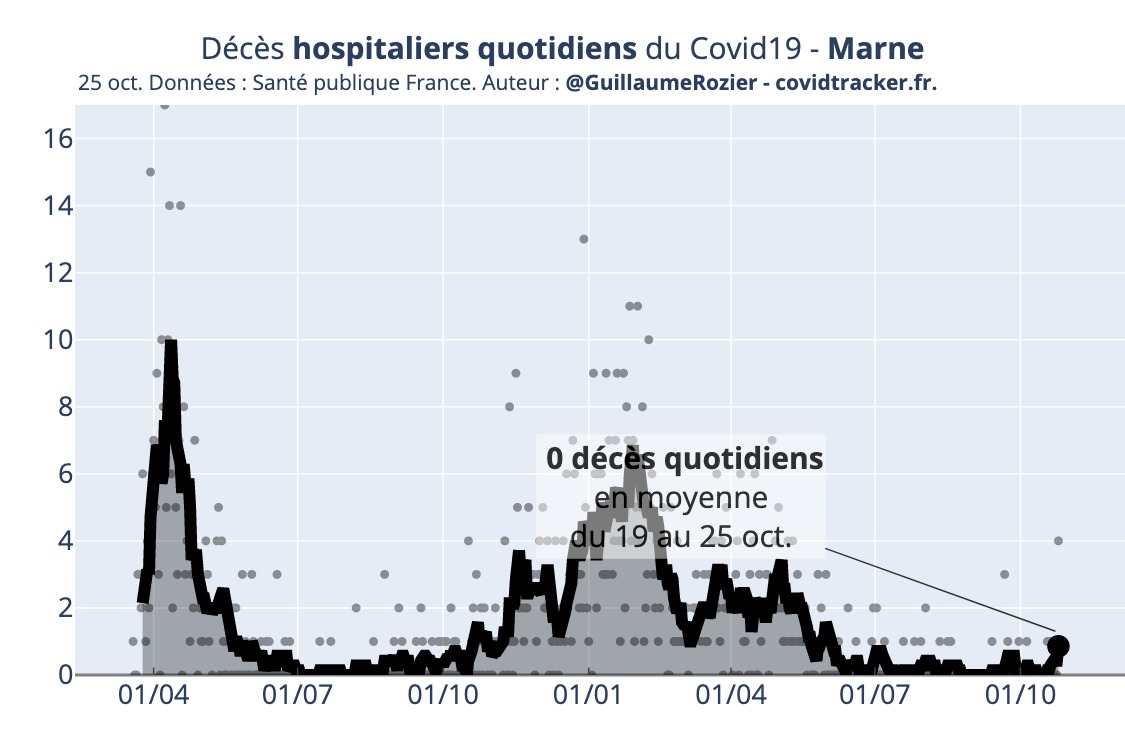 Décès hospitaliers quotidiens du Covid19 - Marne
25 oct. Données : Santé publique France. Auteur : @GuillaumeRozier - covidtracker.fr.
16
14
12
10
8
6
4
2
0
0 décès quotidiens
en moyenne
du 19 au 25 oct.
01/04 01/07 01/10 01/01 01/04 01/07 01/10